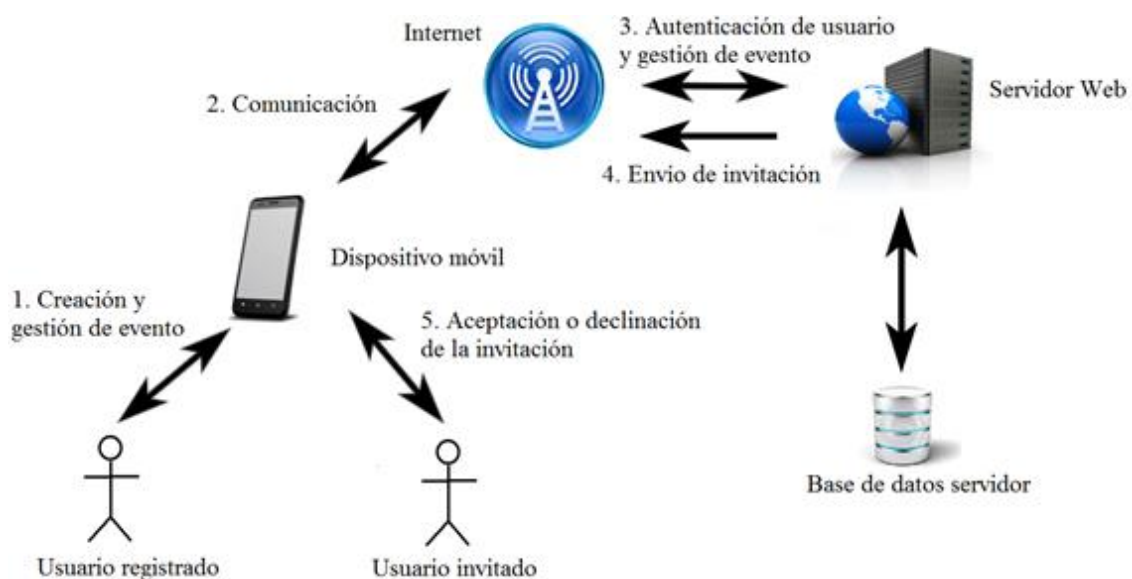 Internet
3. Autenticación de usuario
y gestión de evento
Servidor Web
2. Comunicación
4. Envio de invitación
Dispositivo móvil
1. Creación y
gestión de evento
5. Aceptación o declinación
de la invitación
Base de datos servidor
Usuario registrado
Usuario invitado